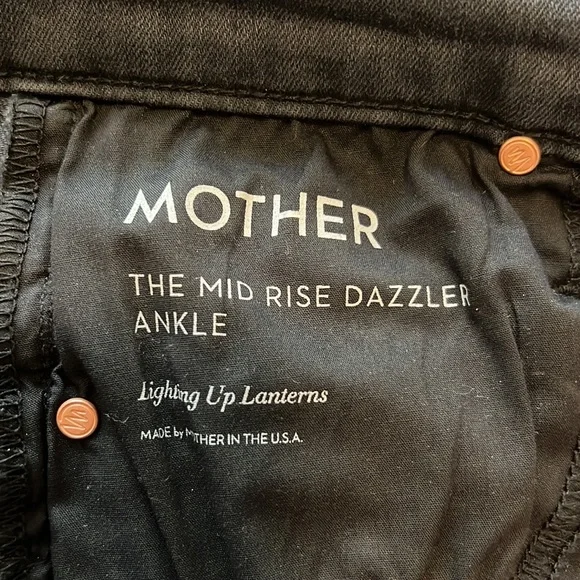 MOTHER
THE MID RISE DAZZLER
ANKLE
Lighting Up Lanterns
MADE by MOTHER IN THE U.S.A.